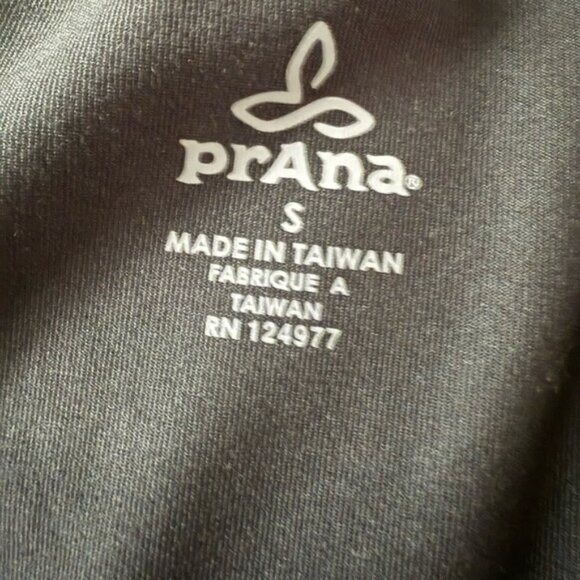 prAna®
S
MADE IN TAIWAN
FABRIQUE A
TAIWAN
RN 124977